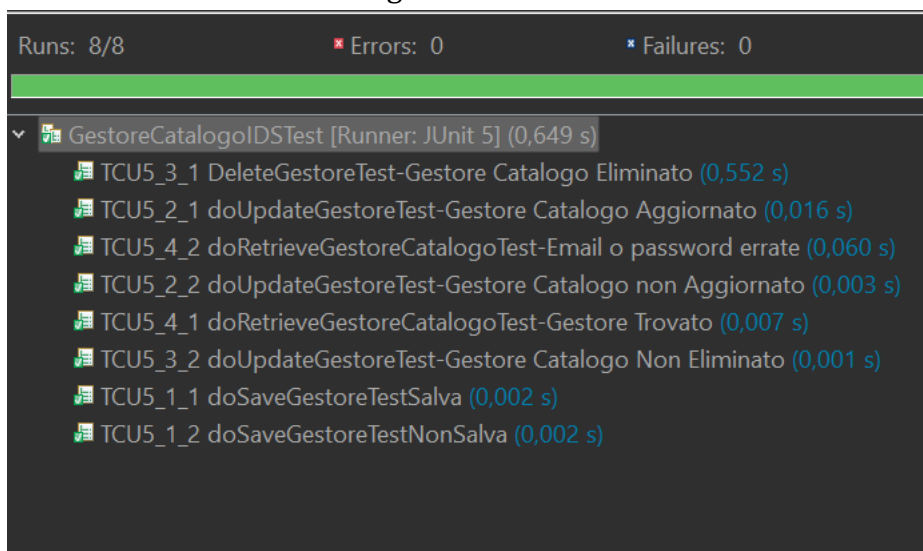 Runs: 8/8 Errors: 0 Failures: 0
GestoreCatalogoIDSTest [Runner: JUnit 5] (0,649 s)
TCU5_3_1 DeleteGestoreTest-Gestore Catalogo Eliminato (0,552 s)
TCU5_2_1 doUpdateGestoreTest-Gestore Catalogo Aggiornato (0,016 s)
TCU5_4_2 doRetrieveGestoreCatalogoTest-Email o password errate (0,060 s)
TCU5_2_2 doUpdateGestoreTest-Gestore Catalogo non Aggiornato (0,003 s)
TCU5_4_1 doRetrieveGestoreCatalogoTest-Gestore Trovato (0,007 s)
TCU5_3_2 doUpdateGestoreTest-Gestore Catalogo Non Eliminato (0,001 s)
TCU5_1_1 doSaveGestoreTestSalva (0,002 s)
TCU5_1_2 doSaveGestoreTestNonSalva (0,002 s)